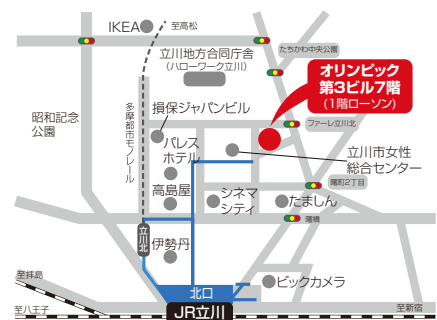 IKEA
至高松
立川地方合同庁舎
(ハローワーク立川)
たちかわ中央公園
オリンピック
第3ビル7階
(1階ローソン)
昭和記念
公園
多摩都市モノレール
損保ジャパンビル
ファーレ立川北
パレス
ホテル
立川市女性
総合センター
高島屋
シネマ
シティ
曙町2丁目
たましん
曙橋
立川北
伊勢丹
至拝島
北口
ビックカメラ
至八王子
JR立川
至新宿